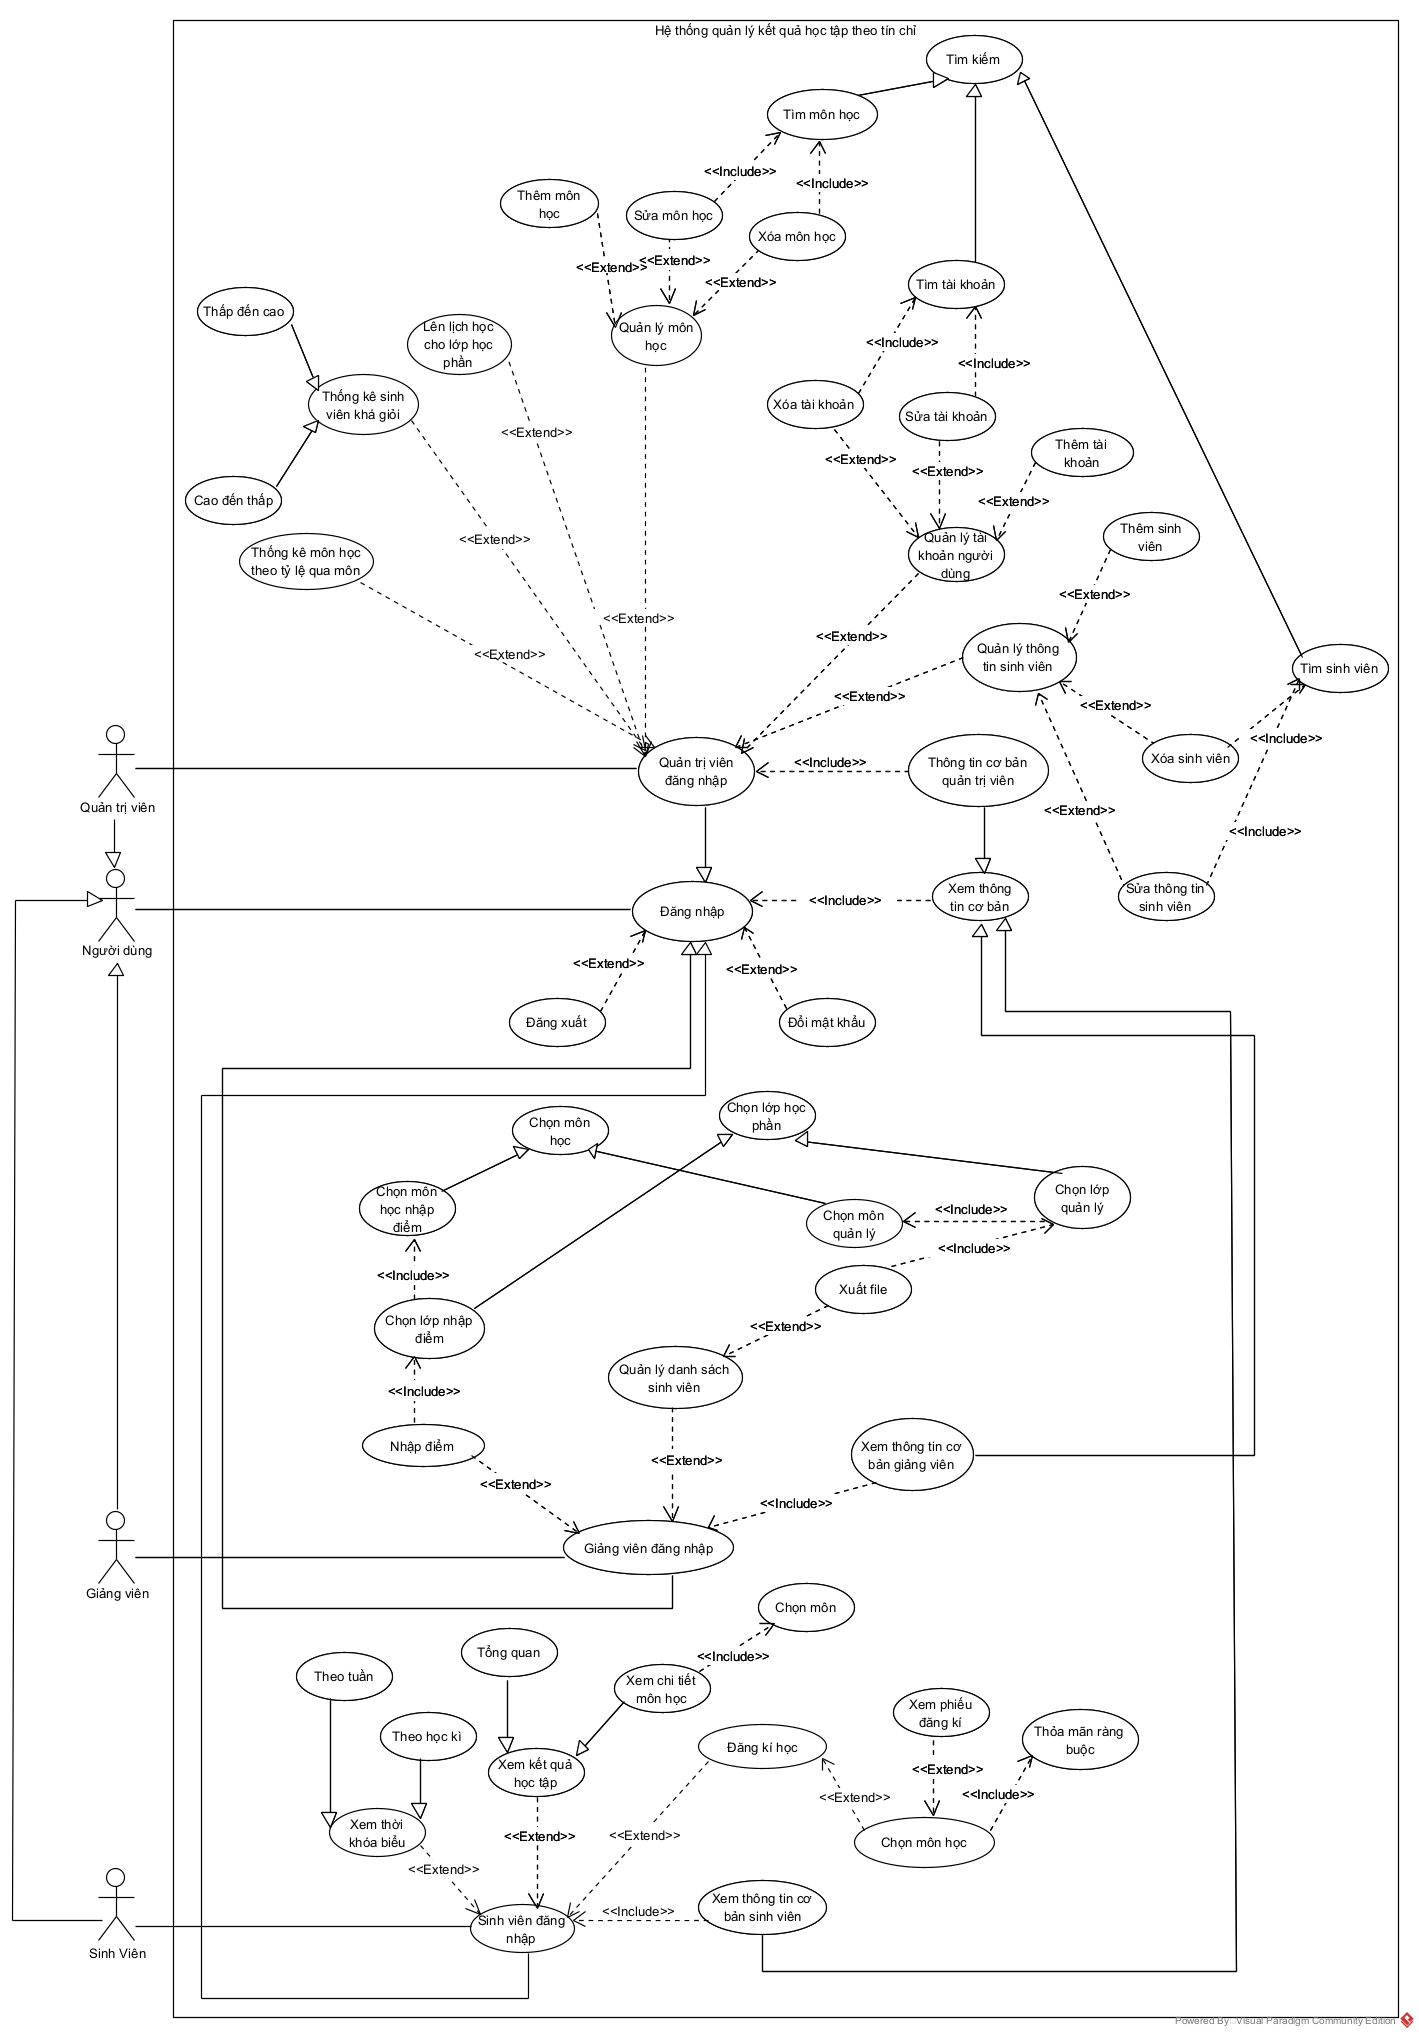 Hệ thống quản lý kết quả học tập theo tín chỉ
Tìm kiếm
Tìm môn học
<<Include>>
<<Include>>
Thêm môn
học
Sửa môn học
Xóa môn học
<<Extend>>
<<Extend>>
<<Extend>>
Tìm tài khoản
Thấp đến cao
Lên lịch học
cho lớp học
phần
Quản lý môn
học
<<Include>>
<<Include>>
Thống kê sinh
viên khá giỏi
Xóa tài khoản
Sửa tài khoản
<<Extend>>
Thêm tài
khoản
<<Extend>>
<<Extend>>
<<Extend>>
Cao đến thấp
<<Extend>>
Quản lý tài
khoản người
dùng
Thêm sinh
viên
Thống kê môn học
theo tỷ lệ qua môn
<<Extend>>
<<Extend>>
<<Extend>>
<<Extend>>
Quản lý thông
tin sinh viên
Tìm sinh viên
<<Extend>>
<<Extend>>
<<Include>>
Quản trị viên
đăng nhập
<<Include>>
Thông tin cơ bản
quản trị viên
Xóa sinh viên
Quản trị viên
<<Extend>>
<<Include>>
Đăng nhập
<<Include>>
Xem thông
tin cơ bản
Sửa thông tin
sinh viên
Người dùng
<<Extend>>
<<Extend>>
Đăng xuất
Đổi mật khẩu
Chọn lớp học
phần
Chọn môn
học
Chọn môn
học nhập
điểm
Chọn lớp
quản lý
<<Include>>
Chọn môn
quản lý
<<Include>>
<<Include>>
Xuất file
Chọn lớp nhập
điểm
<<Extend>>
Quản lý danh sách
sinh viên
<<Include>>
Nhập điểm
Xem thông tin cơ
bản giảng viên
<<Extend>>
<<Extend>>
<<Include>>
Giảng viên đăng nhập
Giảng viên
Chọn môn
Tổng quan
<<Include>>
Theo tuần
Xem chi tiết
môn học
Xem phiếu
đăng kí
Theo học kì
Đăng kí học
Thỏa mãn ràng
buộc
Xem kết quả
học tập
<<Extend>>
<<Extend>>
<<Include>>
Xem thời
khóa biểu
<<Extend>>
<<Extend>>
Chọn môn học
<<Extend>>
Sinh viên đăng
nhập
<<Include>>
Xem thông tin cơ
bản sinh viên
Sinh Viên
Powered By: Visual Paradigm Community Edition